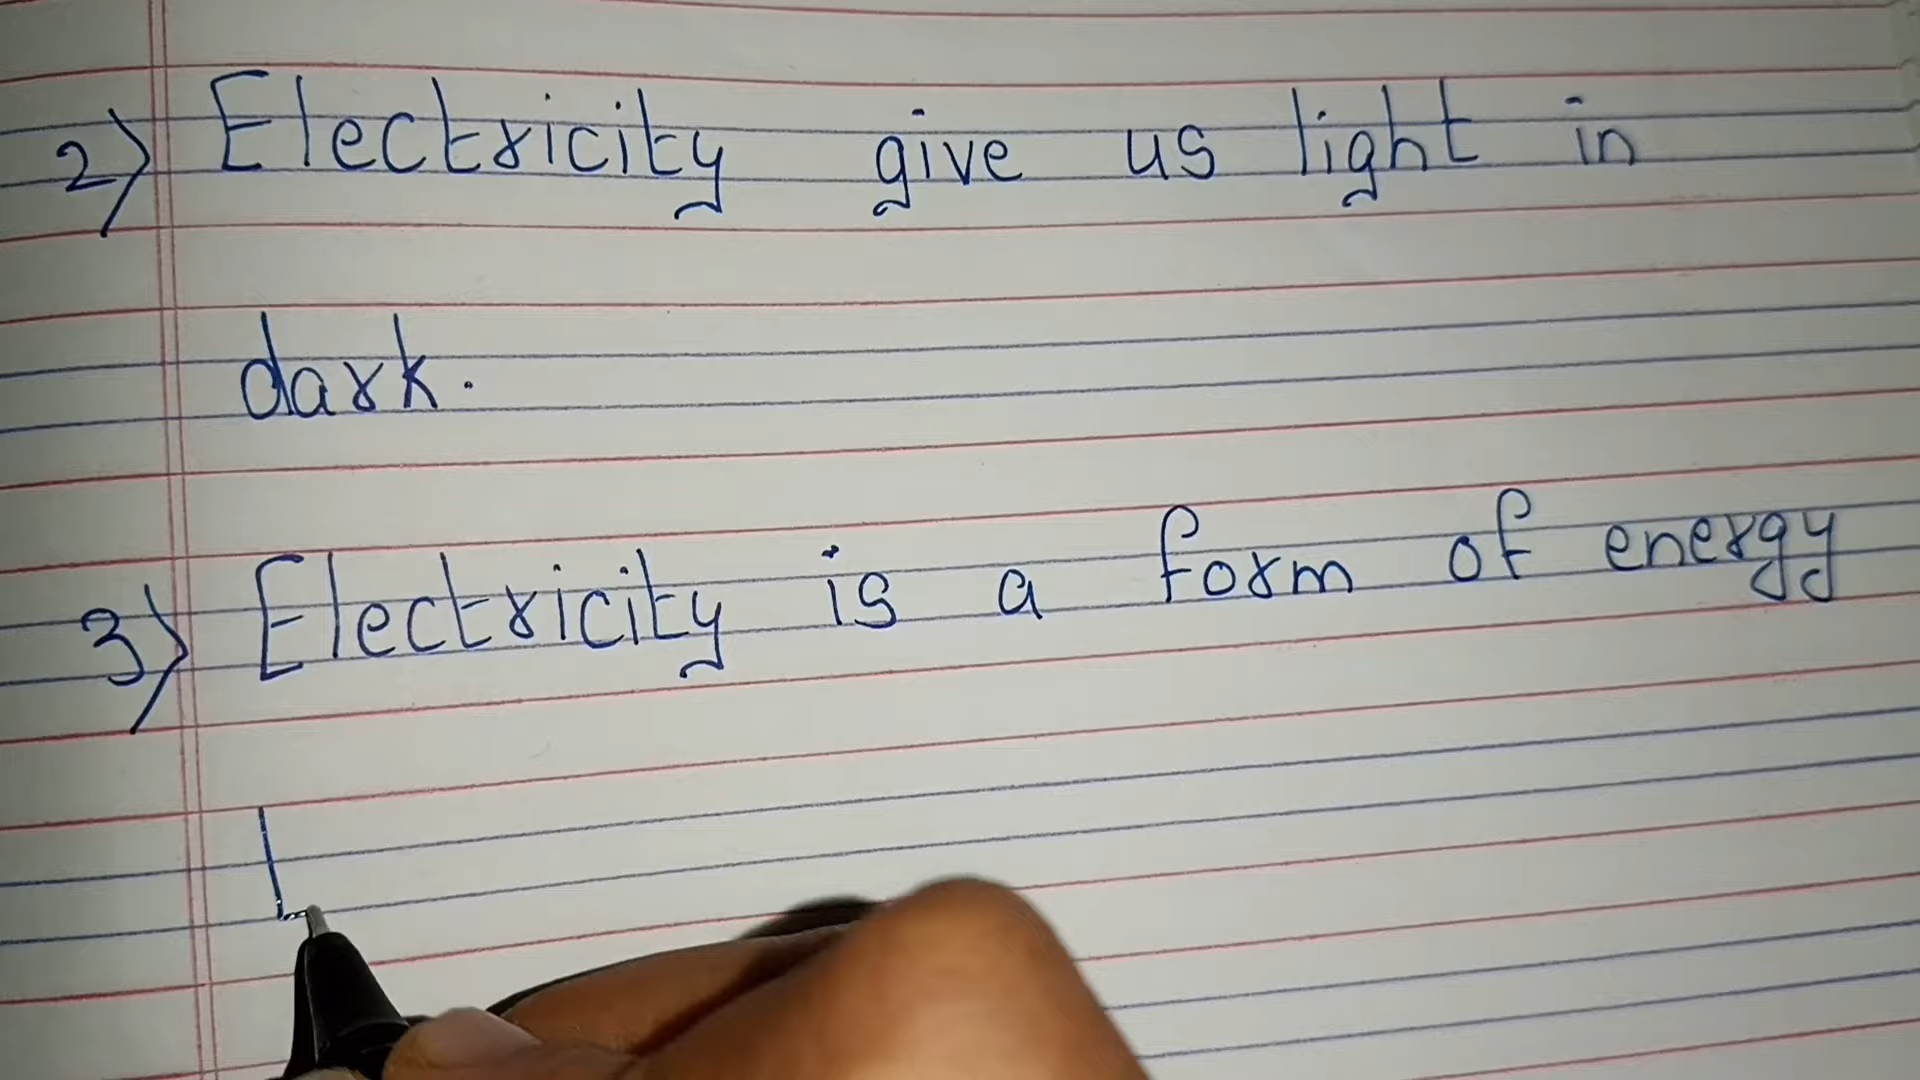 2) Electricity give us light in
dark.
3) Electricity is a form of energy